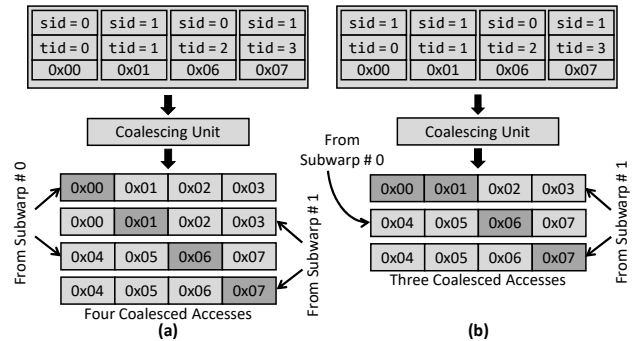 sid = 0 sid = 1 sid = 0 sid = 1
tid = 0 tid = 1 tid = 2 tid = 3
0x00 0x01 0x06 0x07
Coalescing Unit
From Subwarp # 0
0x00 0x01 0x02 0x03
0x00 0x01 0x02 0x03
0x04 0x05 0x06 0x07
0x04 0x05 0x06 0x07
From Subwarp # 1
Four Coalesced Accesses
(a)
sid = 1 sid = 1 sid = 0 sid = 1
tid = 0 tid = 1 tid = 2 tid = 3
0x00 0x01 0x06 0x07
From
Subwarp # 0
Coalescing Unit
0x00 0x01 0x02 0x03
0x04 0x05 0x06 0x07
0x04 0x05 0x06 0x07
From Subwarp # 1
Three Coalesced Accesses
(b)